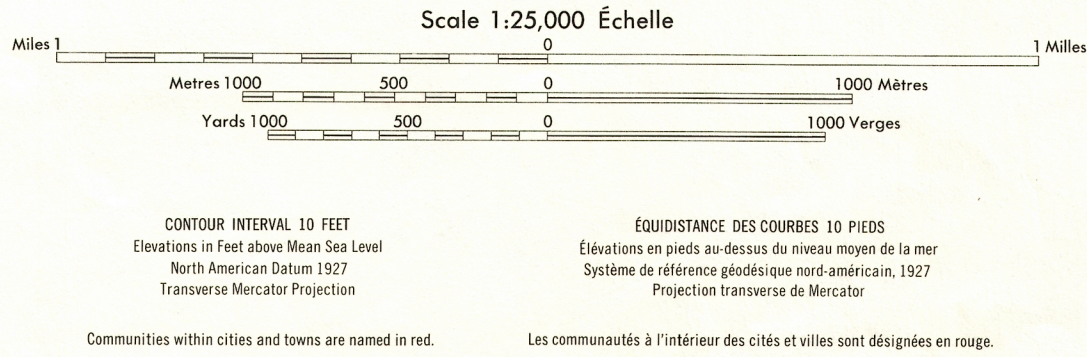 Scale 1:25,000 Échelle
Miles 1 0 1 Milles
Metres 1000 500 0 1000 Mètres
Yards 1000 500 0 1000 Verges
CONTOUR INTERVAL 10 FEET
Elevations in Feet above Mean Sea Level
North American Datum 1927
Transverse Mercator Projection
ÉQUIDISTANCE DES COURBES 10 PIEDS
Élévations en pieds au-dessus du niveau moyen de la mer
Système de référence géodésique nord-américain, 1927
Projection transverse de Mercator
Communities within cities and towns are named in red.
Les communautés à l'intérieur des cités et villes sont désignées en rouge.